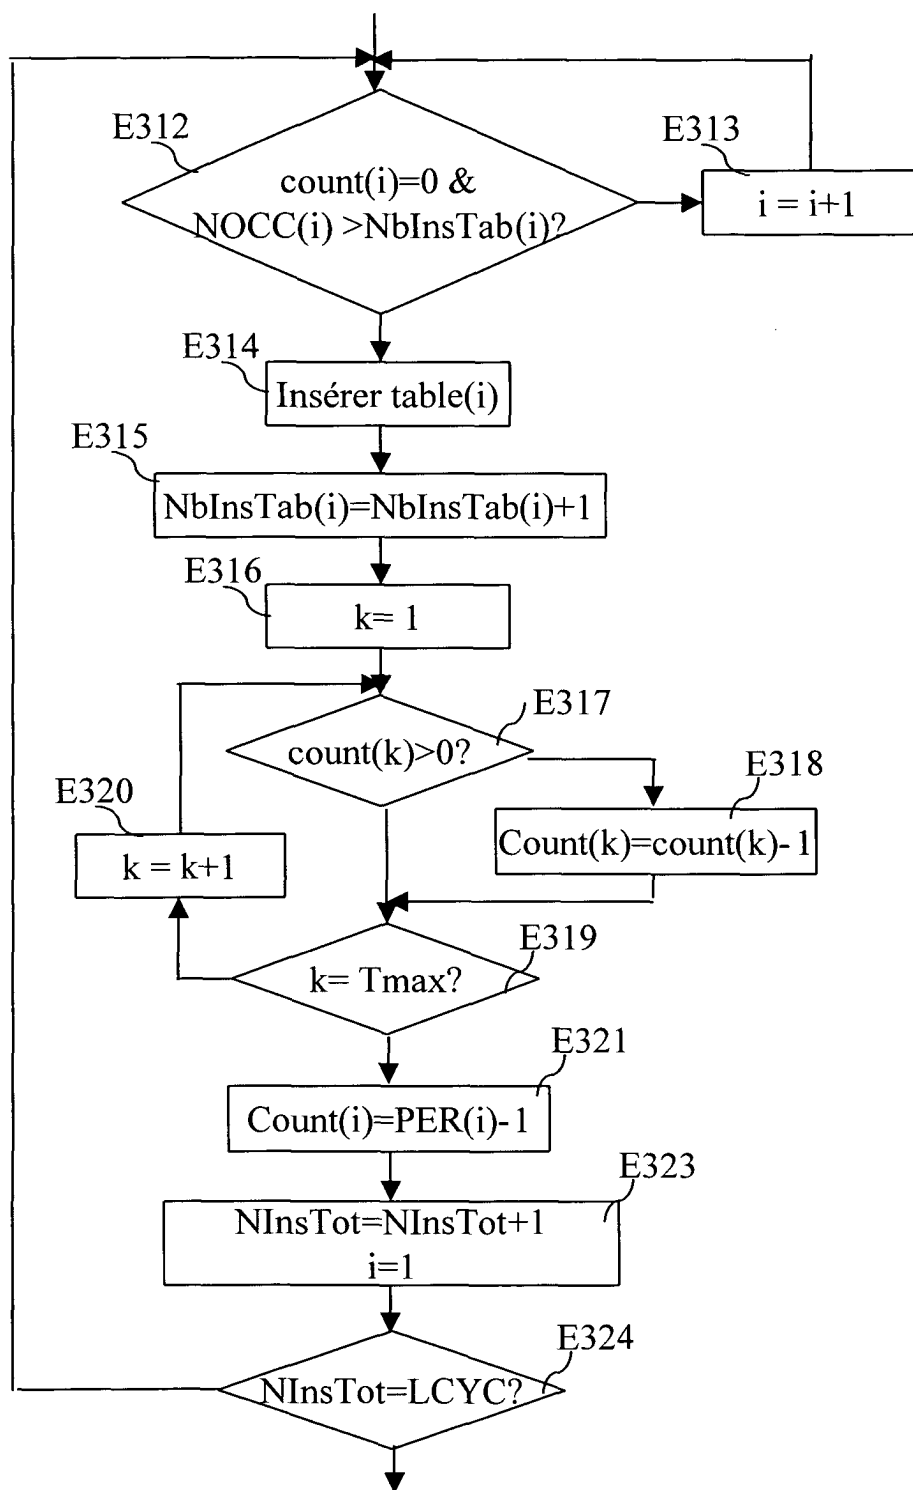 E312
E313
count(i)=0 &
NOCC(i) >NbInsTab(i)?
i = i+1
E314
Insérer table(i)
E315
NbInsTab(i)=NbInsTab(i)+1
E316
k= 1
E317
count(k)>0?
E318
E320
Count(k)=count(k)-1
k = k+1
E319
k= Tmax?
E321
Count(i)=PER(i)-1
E323
NInsTot=NInsTot+1
i=1
E324
NInsTot=LCYC?